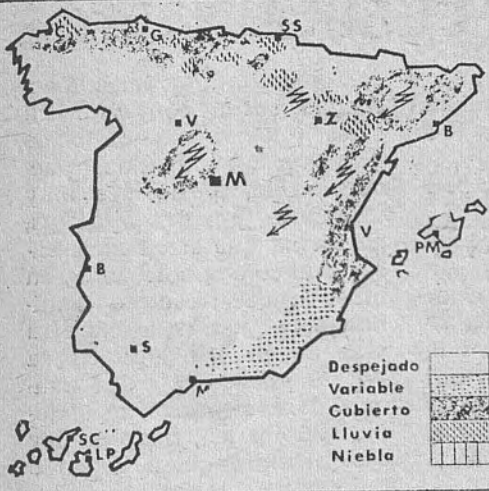 C
G
SS
V
Z
B
M
V
PM
B
S
M
SC
LP
Despejado
Variable
Cubierto
Lluvia
Niebla